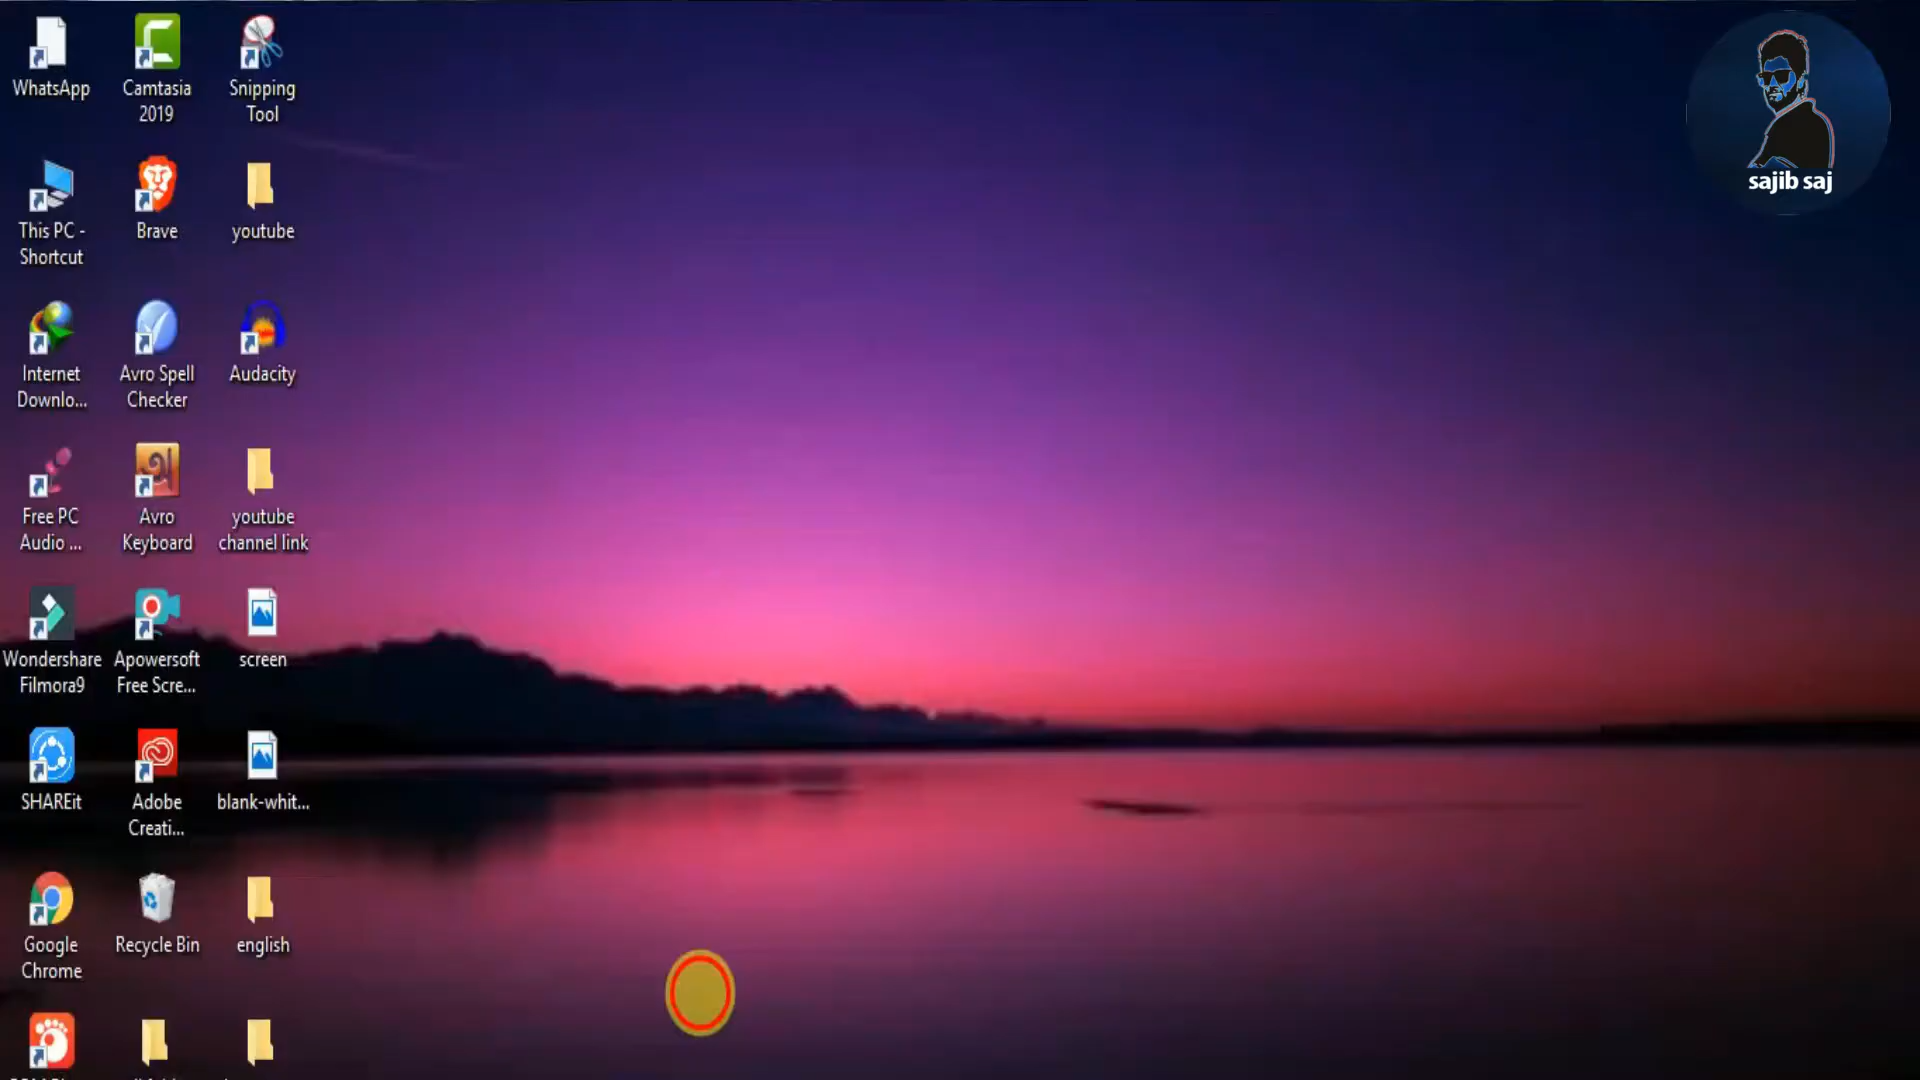 WhatsApp
Camtasia
2019
Snipping
Tool
sajib saj
This PC -
Shortcut
Brave
youtube
Internet
Downlo...
Avro Spell
Checker
Audacity
Free PC
Audio ...
Avro
Keyboard
youtube
channel link
Wondershare
Filmora9
Apowersoft
Free Scre...
screen
SHAREit
Adobe
Creati...
blank-whit...
Google
Chrome
Recycle Bin
english